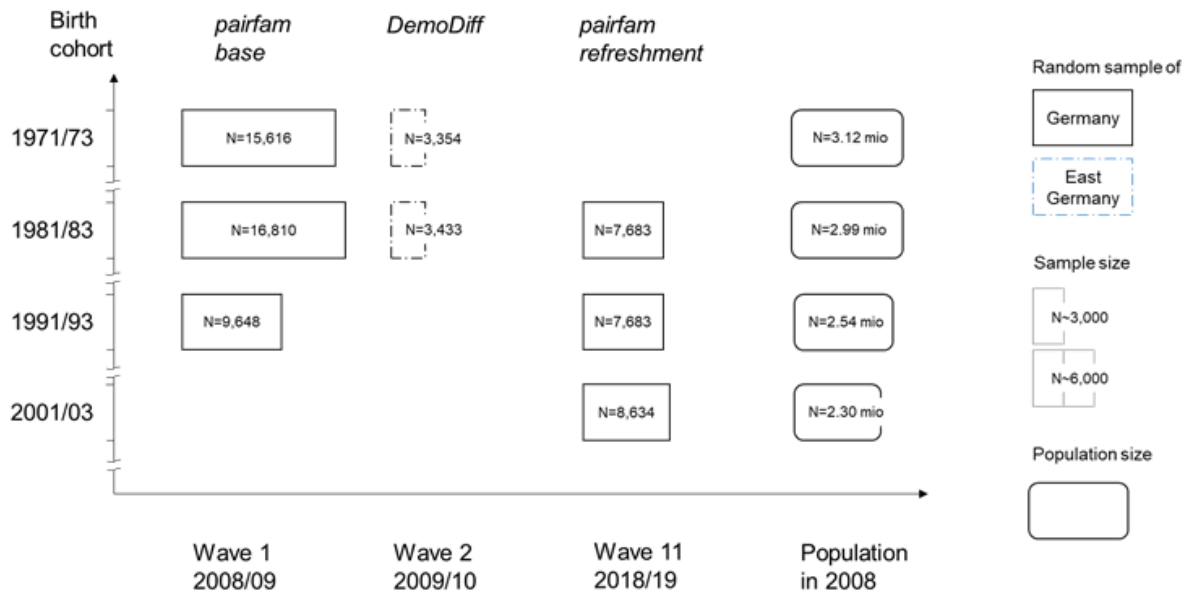 Birth
cohort
pairfam
base
DemoDiff
pairfam
refreshment
1971/73
N=15,616
N=3,354
N=3.12 mio
1981/83
N=16,810
N=3,433
N=7,683
N=2.99 mio
1991/93
N=9,648
N=7,683
N=2.54 mio
2001/03
N=8,634
N=2.30 mio
Wave 1
2008/09
Wave 2
2009/10
Wave 11
2018/19
Population
in 2008
Random sample of
Germany
East
Germany
Sample size
N~3,000
N~6,000
Population size